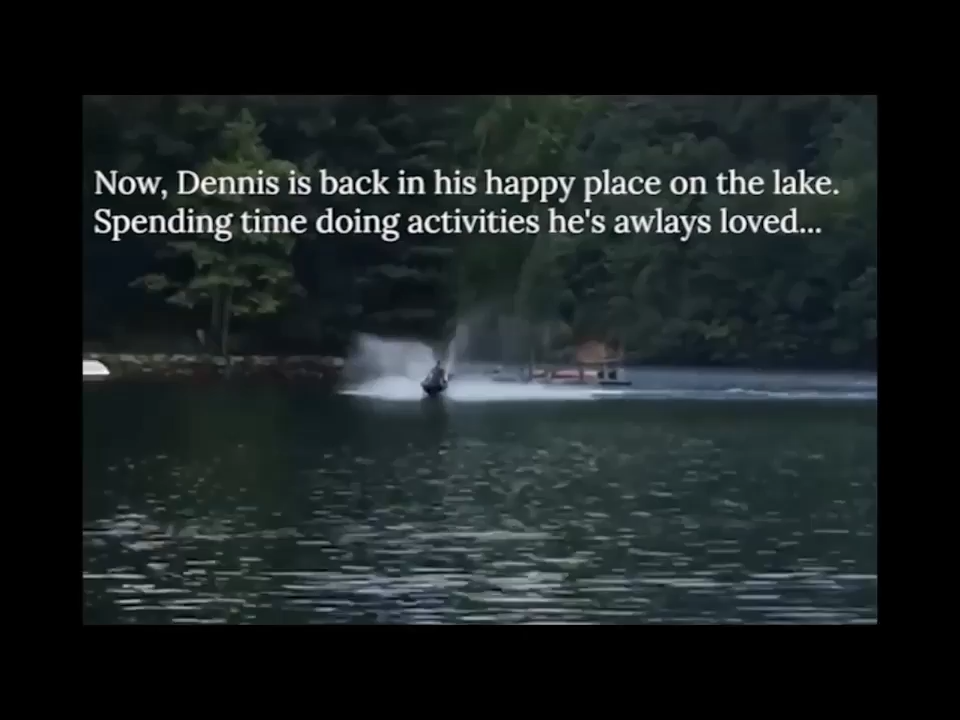 Now, Dennis is back in his happy place on the lake.
Spending time doing activities he's awlays loved...